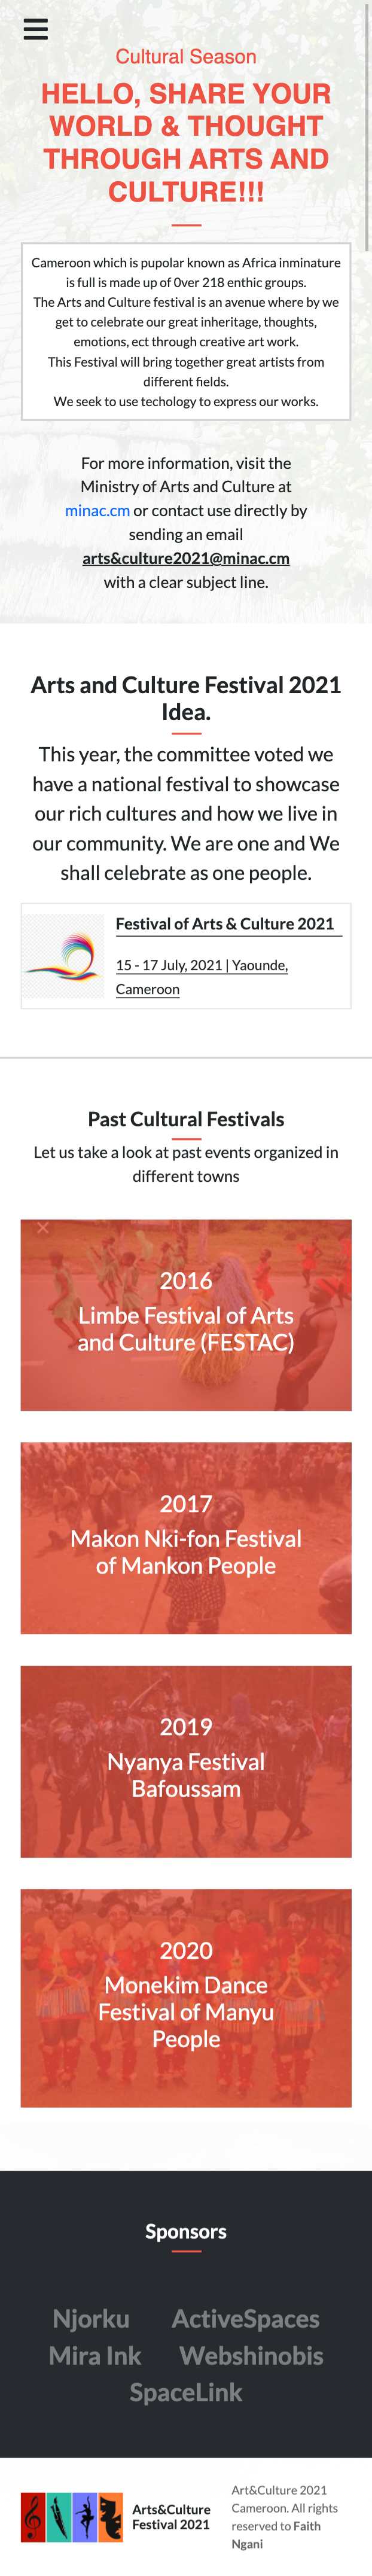 Cultural Season
HELLO, SHARE YOUR
WORLD & THOUGHT
THROUGH ARTS AND
CULTURE!!!
Cameroon which is pupolar known as Africa inminature
is full is made up of 0ver 218 enthic groups.
The Arts and Culture festival is an avenue where by we
get to celebrate our great inheritage, thoughts,
emotions, ect through creative art work.
This Festival will bring together great artists from
different fields.
We seek to use techology to express our works.
For more information, visit the
Ministry of Arts and Culture at
minac.cm or contact use directly by
sending an email
arts&culture2021@minac.cm
with a clear subject line.
Arts and Culture Festival 2021
Idea.
This year, the committee voted we
have a national festival to showcase
our rich cultures and how we live in
our community. We are one and We
shall celebrate as one people.
Festival of Arts & Culture 2021
15 - 17 July, 2021 | Yaounde,
Cameroon
Past Cultural Festivals
Let us take a look at past events organized in
different towns
2016
Limbe Festival of Arts
and Culture (FESTAC)
2017
Makon Nki-fon Festival
of Mankon People
2019
Nyanya Festival
Bafoussam
2020
Monekim Dance
Festival of Manyu
People
Sponsors
Njorku ActiveSpaces
Mira Ink Webshinobis
SpaceLink
Arts&Culture
Festival 2021
Art&Culture 2021
Cameroon. All rights
reserved to Faith
Ngani